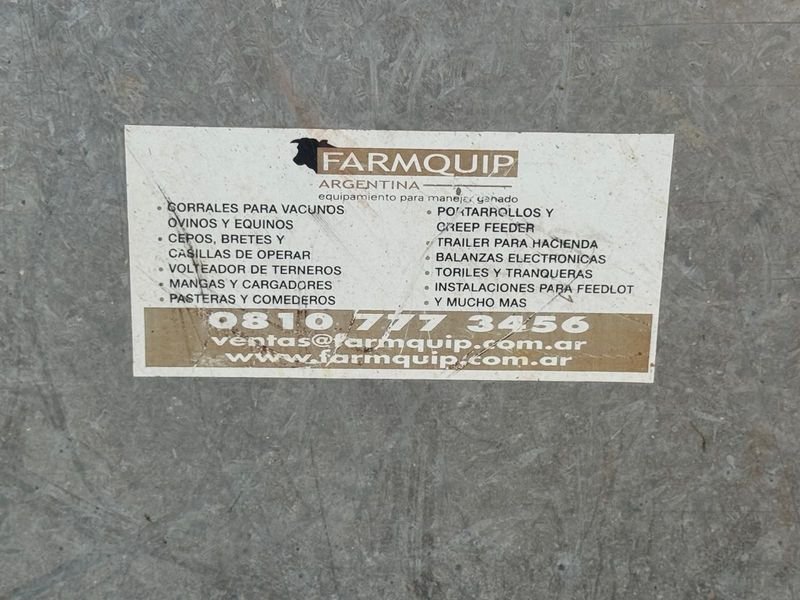 FARMQUIP
ARGENTINA
equipamiento para manejar ganado
• CORRALES PARA VACUNOS
OVINOS Y EQUINOS
• CEPOS, BRETES Y
CASILLAS DE OPERAR
• VOLTEADOR DE TERNEROS
• MANGAS Y CARGADORES
• PASTERAS Y COMEDEROS
• PORTARROLLOS Y
CREEP FEEDER
• TRAILER PARA HACIENDA
• BALANZAS ELECTRONICAS
• TORILES Y TRANQUERAS
• INSTALACIONES PARA FEEDLOT
• Y MUCHO MAS
0810 777 3456
ventas@farmquip.com.ar
www.farmquip.com.ar